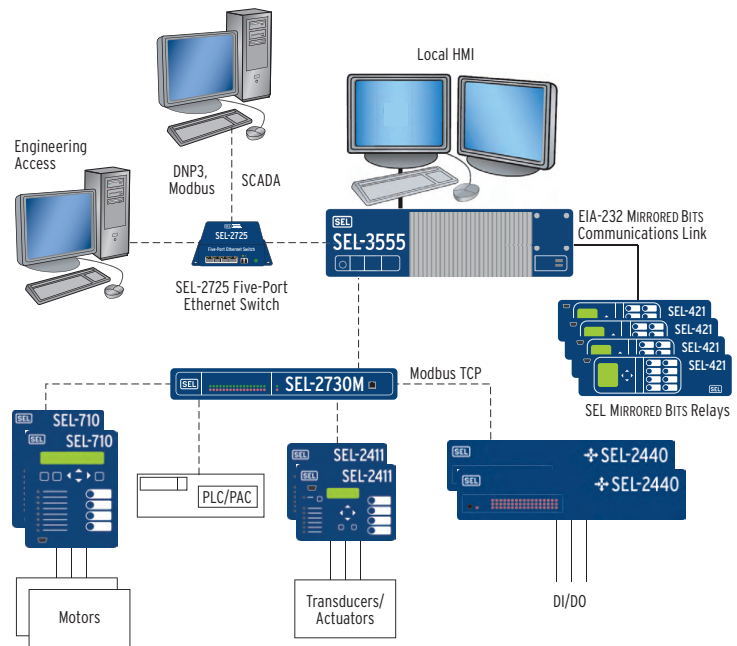 Local HMI
Engineering
Access
DNP3,
Modbus
SCADA
SEL
SEL-2725
Five-Port Ethernet Switch
SEL-2725 Five-Port
Ethernet Switch
SEL
SEL-3555
EIA-232 MIRRORED BITS
Communications Link
SEL-421
SEL-421
SEL-421
SEL-421
SEL
SEL MIRRORED BITS Relays
SEL
SEL-2730M
Modbus TCP
SEL
SEL-710
SEL
SEL-710
PLC/PAC
SEL
SEL-2411
SEL
SEL-2411
SEL
SEL-2440
SEL
SEL-2440
Motors
Transducers/
Actuators
DI/DO